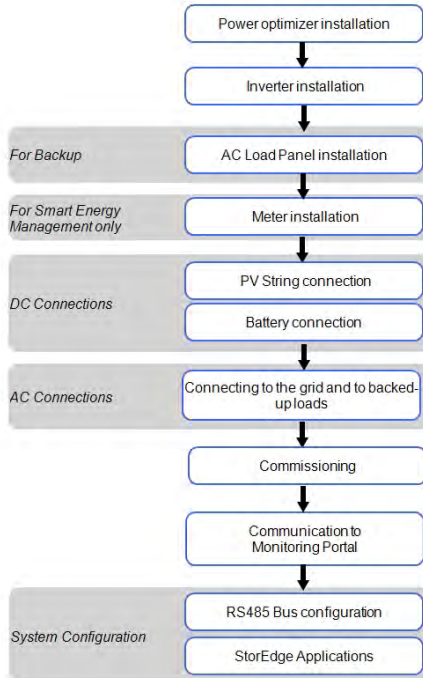 Power optimizer installation
Inverter installation
For Backup
AC Load Panel installation
For Smart Energy
Management only
Meter installation
DC Connections
PV String connection
Battery connection
AC Connections
Connecting to the grid and to backed-
up loads
Commissioning
Communication to
Monitoring Portal
System Configuration
RS485 Bus configuration
StorEdge Applications